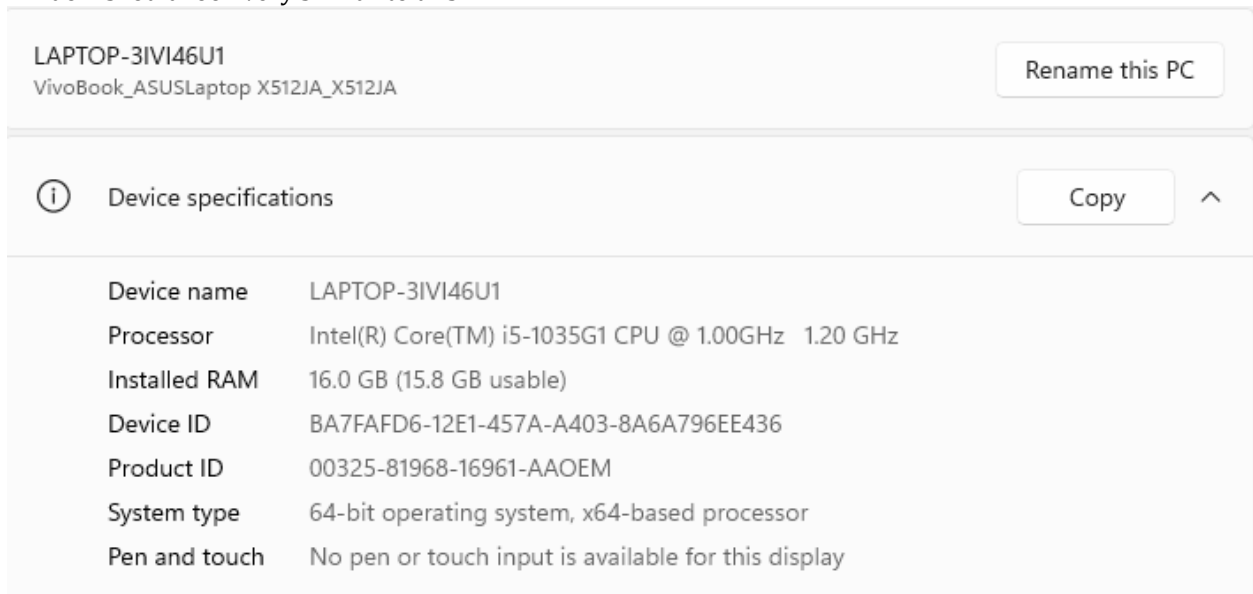 LAPTOP-3IVI46U1
VivoBook_ASUSLaptop X512JA_X512JA
Rename this PC
Device specifications
Copy
Device name LAPTOP-3IVI46U1
Processor Intel(R) Core(TM) i5-1035G1 CPU @ 1.00GHz 1.20 GHz
Installed RAM 16.0 GB (15.8 GB usable)
Device ID BA7FAFD6-12E1-457A-A403-8A6A796EE436
Product ID 00325-81968-16961-AAOEM
System type 64-bit operating system, x64-based processor
Pen and touch No pen or touch input is available for this display